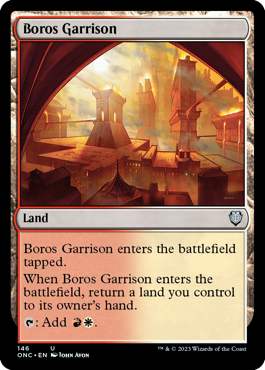 Boros Garrison
Land
Boros Garrison enters the battlefield
tapped.
When Boros Garrison enters the
battlefield, return a land you control
to its owner's hand.
: Add .
146 U
ONC • EN John Avon ™ & © 2023 Wizards of the Coast